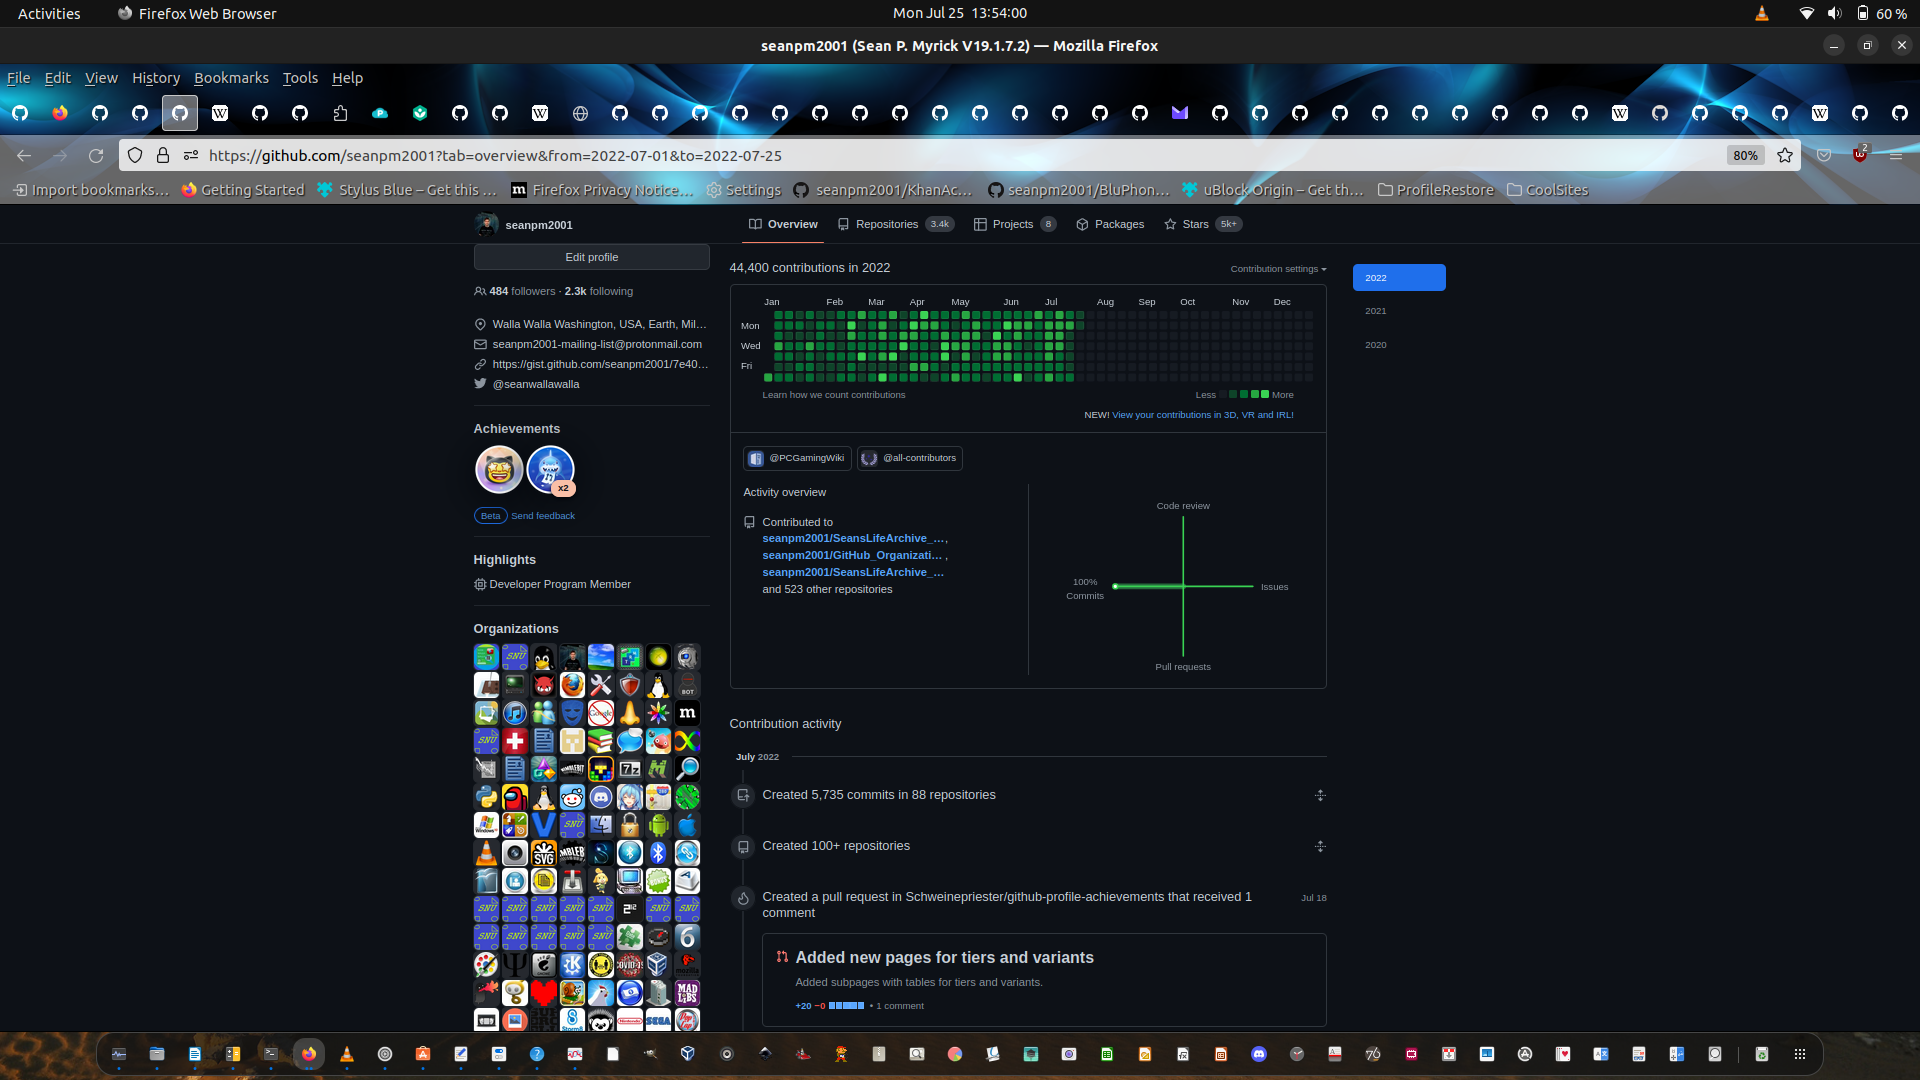 Activities
Firefox Web Browser
Mon Jul 25 13:54:00
60 %
seanpm2001 (Sean P. Myrick V19.1.7.2) — Mozilla Firefox
File Edit View History Bookmarks Tools Help
https://github.com/seanpm2001?tab=overview&from=2022-07-01&to=2022-07-25
80%
2
Import bookmarks…
Getting Started
Stylus Blue – Get this …
Firefox Privacy Notice…
Settings
seanpm2001/KhanAc…
seanpm2001/BluPhon…
uBlock Origin – Get th…
ProfileRestore
CoolSites
seanpm2001
Overview
Repositories 3.4k
Projects 8
Packages
Stars 5k+
Edit profile
484 followers · 2.3k following
Walla Walla Washington, USA, Earth, Mil…
seanpm2001-mailing-list@protonmail.com
https://gist.github.com/seanpm2001/7e40…
@seanwallawalla
Achievements
x2
Beta Send feedback
Highlights
Developer Program Member
Organizations
44,400 contributions in 2022
Contribution settings
2022
2021
2020
Jan Feb Mar Apr May Jun Jul Aug Sep Oct Nov Dec
Mon
Wed
Fri
Learn how we count contributions
Less
More
NEW! View your contributions in 3D, VR and IRL!
@PCGamingWiki
@all-contributors
Activity overview
Contributed to
seanpm2001/SeansLifeArchive_…,
seanpm2001/GitHub_Organizati… ,
seanpm2001/SeansLifeArchive_…
and 523 other repositories
Code review
100%
Commits
Issues
Pull requests
Contribution activity
July 2022
Created 5,735 commits in 88 repositories
Created 100+ repositories
Created a pull request in Schweinepriester/github-profile-achievements that received 1
comment
Jul 18
Added new pages for tiers and variants
Added subpages with tables for tiers and variants.
+20 −0 • 1 comment